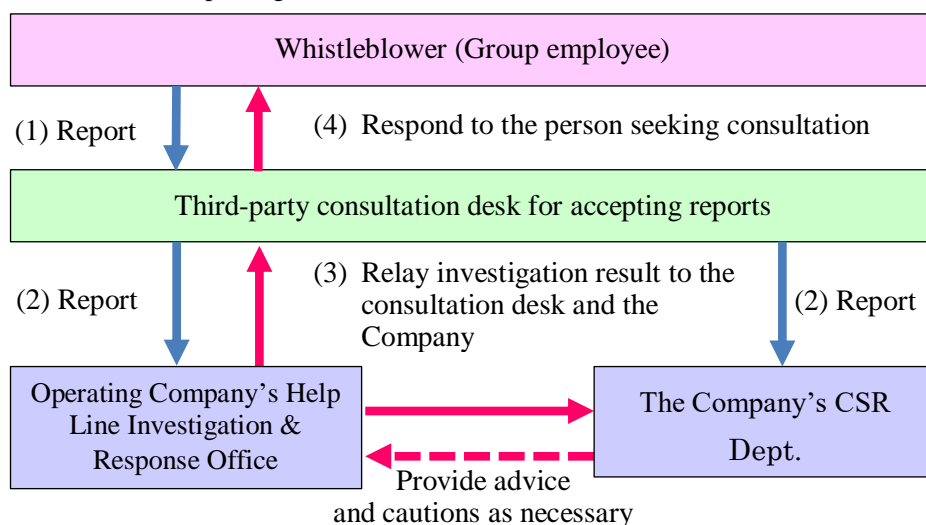 Whistleblower (Group employee)
(1) Report
(4) Respond to the person seeking consultation
Third-party consultation desk for accepting reports
(2) Report
(3) Relay investigation result to the
consultation desk and the
Company
(2) Report
Operating Company's Help
Line Investigation &
Response Office
The Company's CSR
Dept.
Provide advice
and cautions as necessary